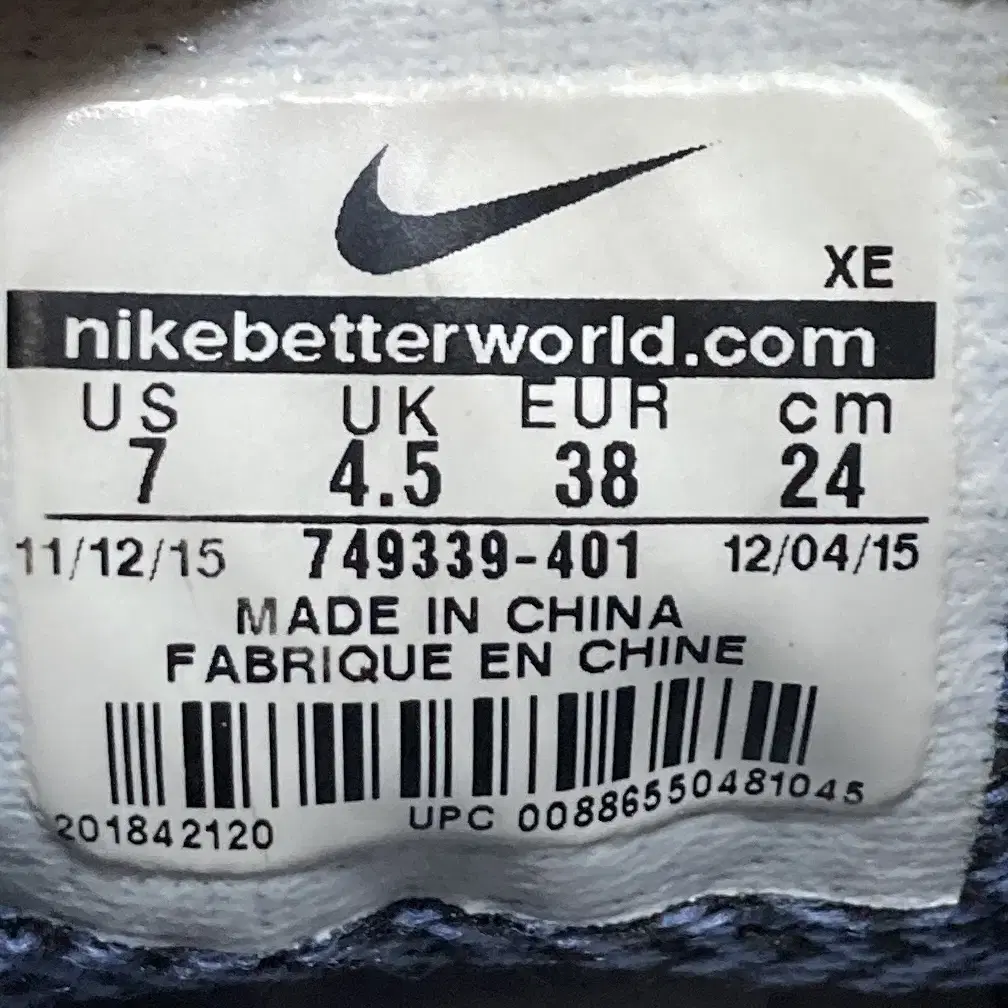 XE
nikebetterworld.com
US UK EUR cm
7 4.5 38 24
11/12/15 749339-401 12/04/15
MADE IN CHINA
FABRIQUE EN CHINE
201842120 UPC 00886550481045